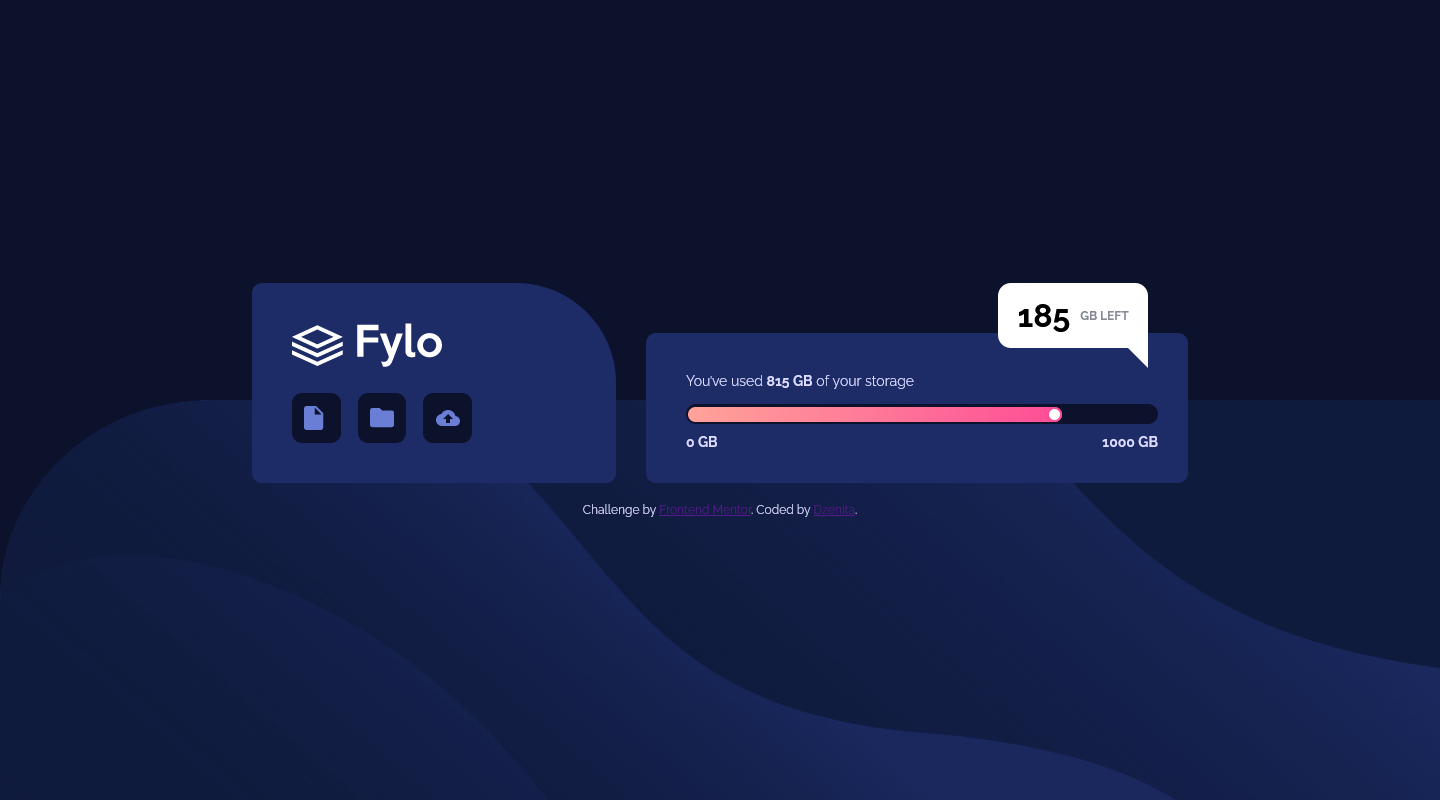 Fylo
185 GB LEFT
You've used 815 GB of your storage
0 GB 1000 GB
Challenge by Frontend Mentor. Coded by Dzenita.